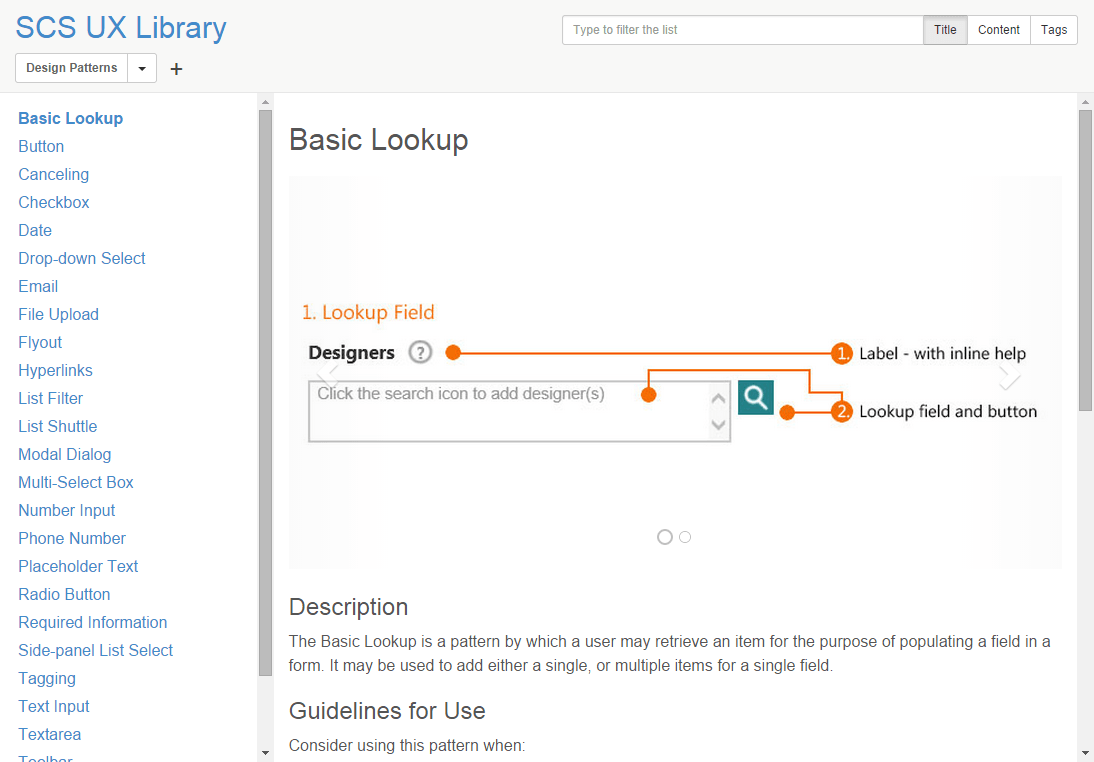 SCS UX Library
Type to filter the list
Title
Content
Tags
Design Patterns
+
Basic Lookup
Button
Canceling
Checkbox
Date
Drop-down Select
Email
File Upload
Flyout
Hyperlinks
List Filter
List Shuttle
Modal Dialog
Multi-Select Box
Number Input
Phone Number
Placeholder Text
Radio Button
Required Information
Side-panel List Select
Tagging
Text Input
Textarea
Toolbar
Basic Lookup
1. Lookup Field
Designers ?
1. Label - with inline help
Click the search icon to add designer(s)
2. Lookup field and button
Description
The Basic Lookup is a pattern by which a user may retrieve an item for the purpose of populating a field in a
form. It may be used to add either a single, or multiple items for a single field.
Guidelines for Use
Consider using this pattern when: